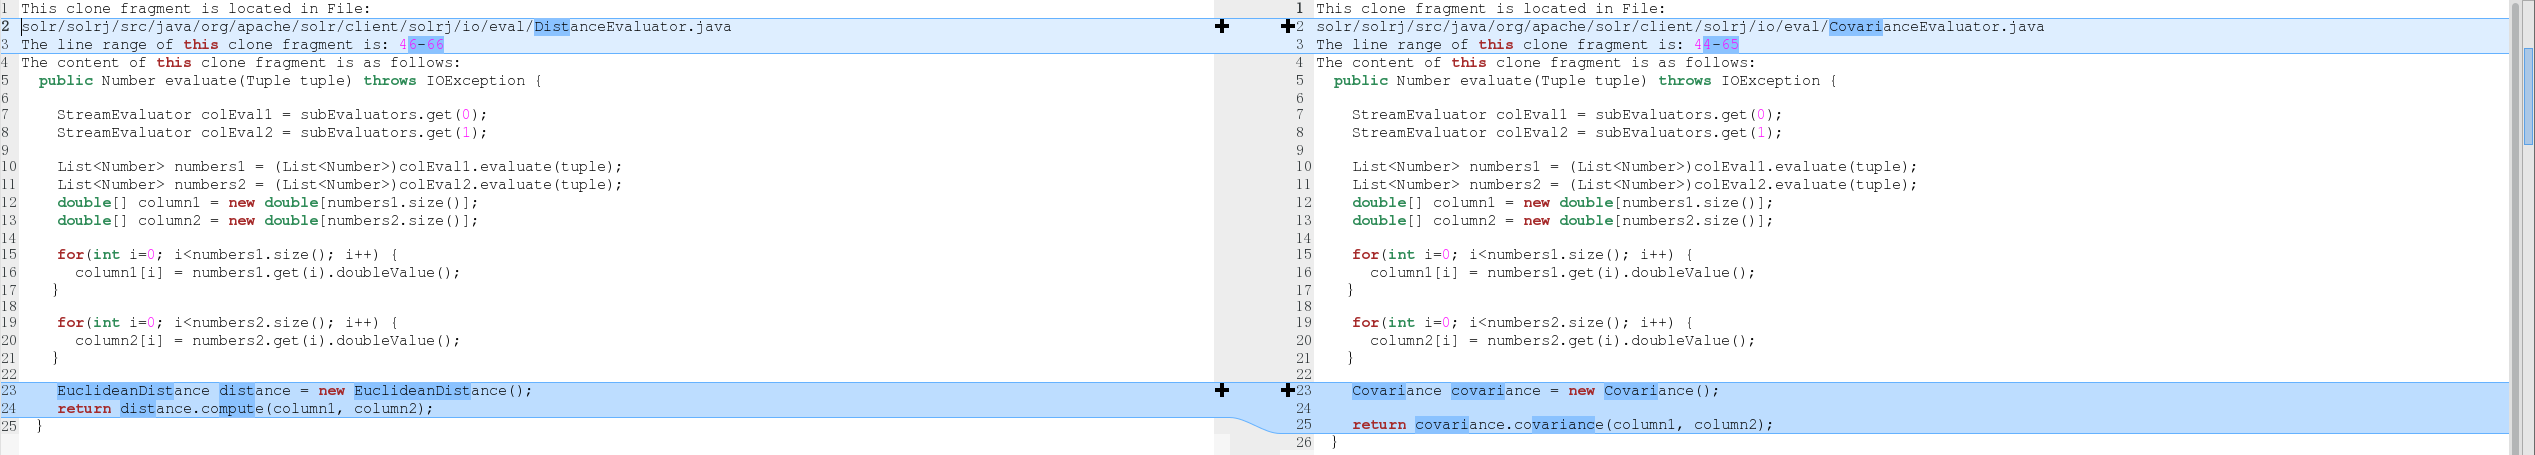 1 This clone fragment is located in File:
2 solr/solrj/src/java/org/apache/solr/client/solrj/io/eval/DistanceEvaluator.java
3 The line range of this clone fragment is: 46-66
4 The content of this clone fragment is as follows:
5   public Number evaluate(Tuple tuple) throws IOException {
6
7     StreamEvaluator colEval1 = subEvaluators.get(0);
8     StreamEvaluator colEval2 = subEvaluators.get(1);
9
10     List<Number> numbers1 = (List<Number>)colEval1.evaluate(tuple);
11     List<Number> numbers2 = (List<Number>)colEval2.evaluate(tuple);
12     double[] column1 = new double[numbers1.size()];
13     double[] column2 = new double[numbers2.size()];
14
15     for(int i=0; i<numbers1.size(); i++) {
16       column1[i] = numbers1.get(i).doubleValue();
17     }
18
19     for(int i=0; i<numbers2.size(); i++) {
20       column2[i] = numbers2.get(i).doubleValue();
21     }
22
23     EuclideanDistance distance = new EuclideanDistance();
24     return distance.compute(column1, column2);
25   }
1 This clone fragment is located in File:
2 solr/solrj/src/java/org/apache/solr/client/solrj/io/eval/CovarianceEvaluator.java
3 The line range of this clone fragment is: 44-65
4 The content of this clone fragment is as follows:
5   public Number evaluate(Tuple tuple) throws IOException {
6
7     StreamEvaluator colEval1 = subEvaluators.get(0);
8     StreamEvaluator colEval2 = subEvaluators.get(1);
9
10     List<Number> numbers1 = (List<Number>)colEval1.evaluate(tuple);
11     List<Number> numbers2 = (List<Number>)colEval2.evaluate(tuple);
12     double[] column1 = new double[numbers1.size()];
13     double[] column2 = new double[numbers2.size()];
14
15     for(int i=0; i<numbers1.size(); i++) {
16       column1[i] = numbers1.get(i).doubleValue();
17     }
18
19     for(int i=0; i<numbers2.size(); i++) {
20       column2[i] = numbers2.get(i).doubleValue();
21     }
22
23     Covariance covariance = new Covariance();
24
25     return covariance.covariance(column1, column2);
26   }